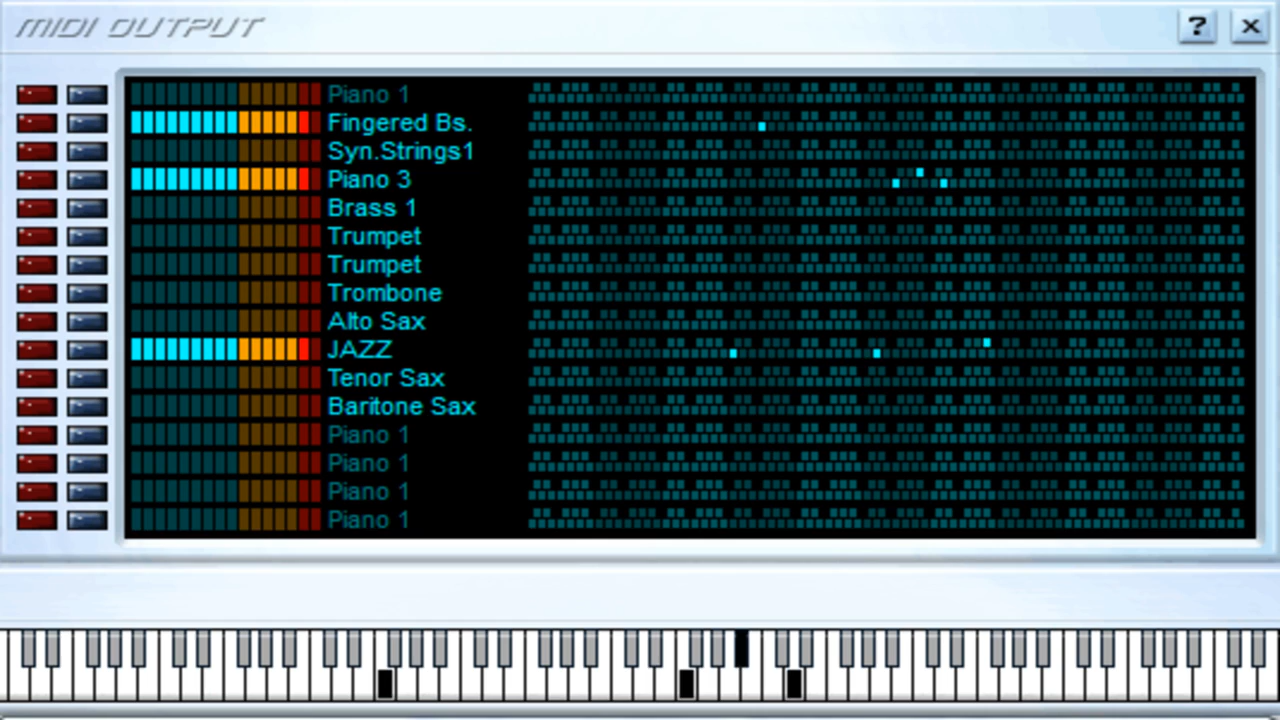 MIDI OUTPUT
?
×
Piano 1
Fingered Bs.
Syn.Strings1
Piano 3
Brass 1
Trumpet
Trumpet
Trombone
Alto Sax
JAZZ
Tenor Sax
Baritone Sax
Piano 1
Piano 1
Piano 1
Piano 1